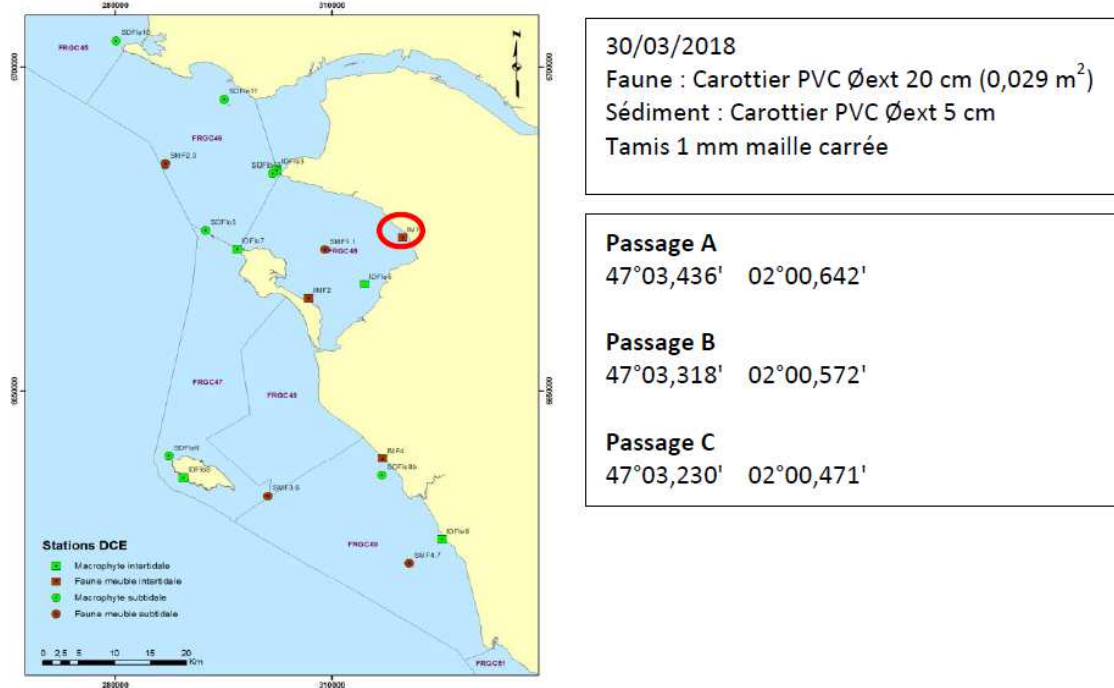 280000
310000
6700000
FRGC45
FRGC46
SMF2.3
IDFlo7
SMF1.1
FRGC48
IMF2
FRGC47
IMF4
SMF3.6
SMF4.7
Stations DCE
Macrophyte intertidale
Faune meuble intertidale
Macrophyte subtidale
Faune meuble subtidale
0 2,5 5 10 15 20
Km
280000
310000
N
30/03/2018
Faune : Carottier PVC Øext 20 cm (0,029 m²)
Sédiment : Carottier PVC Øext 5 cm
Tamis 1 mm maille carrée
Passage A
47°03,436' 02°00,642'
Passage B
47°03,318' 02°00,572'
Passage C
47°03,230' 02°00,471'